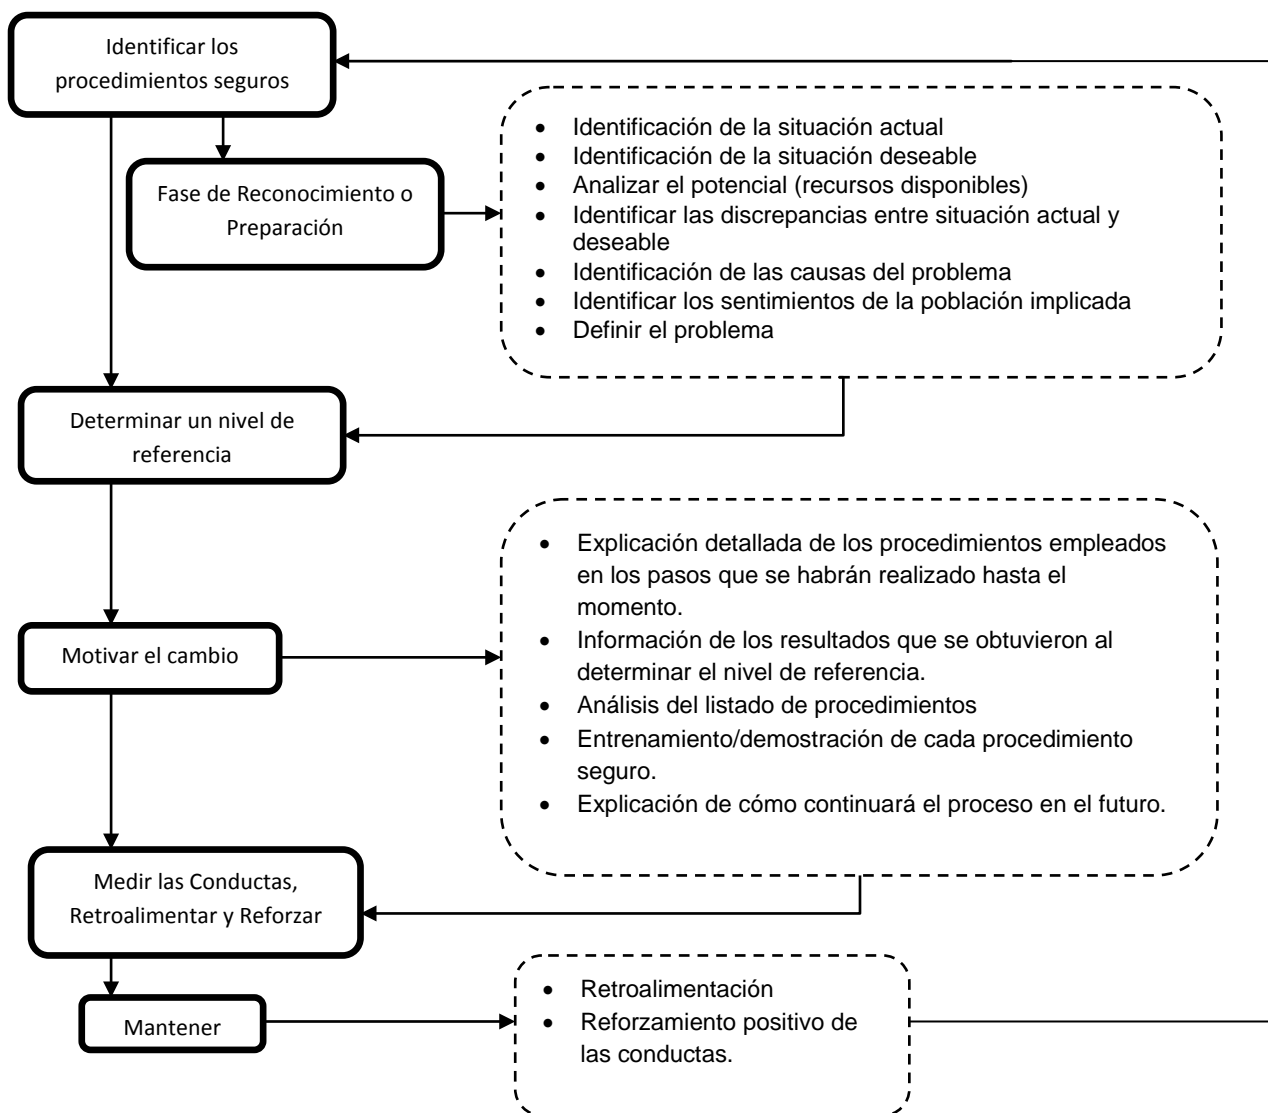 Identificar los
procedimientos seguros
• Identificación de la situación actual
• Identificación de la situación deseable
• Analizar el potencial (recursos disponibles)
• Identificar las discrepancias entre situación actual y
deseable
• Identificación de las causas del problema
• Identificar los sentimientos de la población implicada
• Definir el problema
Fase de Reconocimiento o
Preparación
Determinar un nivel de
referencia
• Explicación detallada de los procedimientos empleados
en los pasos que se habrán realizado hasta el
momento.
• Información de los resultados que se obtuvieron al
determinar el nivel de referencia.
• Análisis del listado de procedimientos
• Entrenamiento/demostración de cada procedimiento
seguro.
• Explicación de cómo continuará el proceso en el futuro.
Motivar el cambio
Medir las Conductas,
Retroalimentar y Reforzar
• Retroalimentación
• Reforzamiento positivo de
las conductas.
Mantener